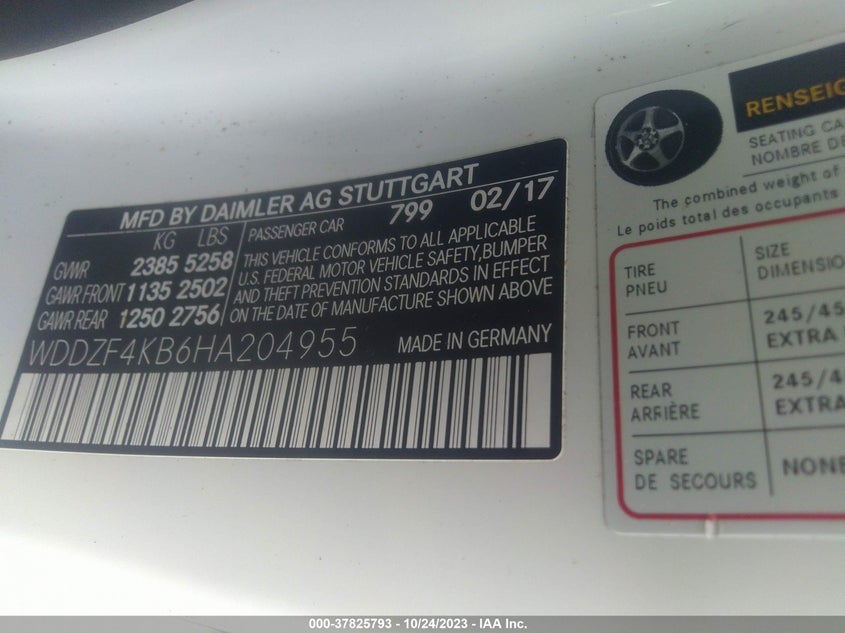 MFD BY DAIMLER AG STUTTGART
KG LBS
GVWR 2385 5258
GAWR FRONT 1135 2502
GAWR REAR 1250 2756
PASSENGER CAR 799 02/17
THIS VEHICLE CONFORMS TO ALL APPLICABLE
U.S. FEDERAL MOTOR VEHICLE SAFETY, BUMPER
AND THEFT PREVENTION STANDARDS IN EFFECT
ON THE DATE OF MANUFACTURE SHOWN ABOVE
WDDZF4KB6HA204955 MADE IN GERMANY
RENSEIG
SEATING CA
NOMBRE DE
The combined weight of
Le poids total des occupants
TIRE
PNEU
SIZE
DIMENSIO
FRONT
AVANT
245/45
EXTRA
REAR
ARRIÈRE
245/4
EXTRA
SPARE
DE SECOURS
NONE
000-37825793 - 10/24/2023 - IAA Inc.